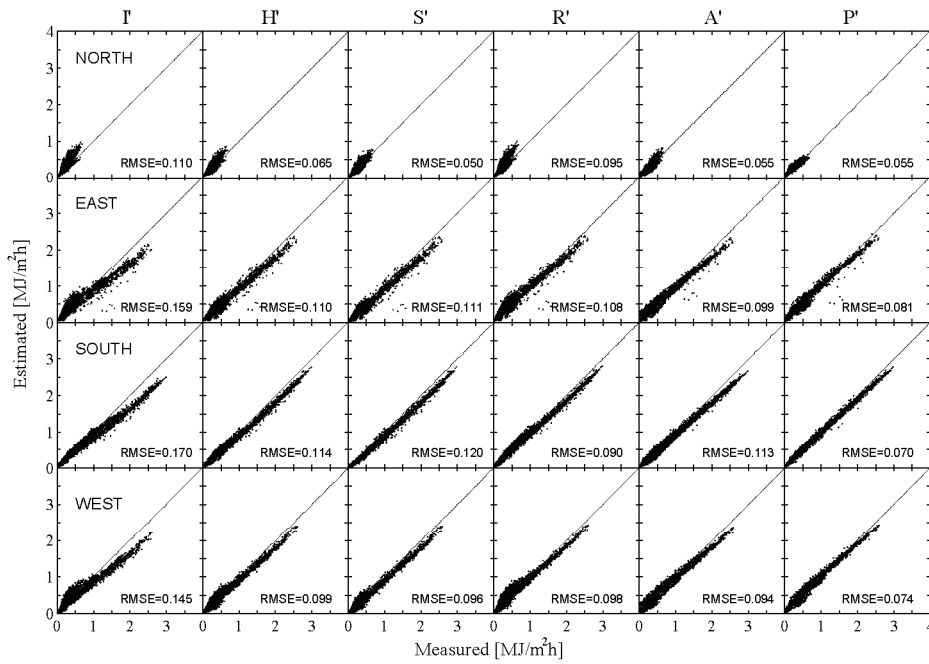 I' H' S' R' A' P'
4
NORTH
3
2
1
0
RMSE=0.110 RMSE=0.065 RMSE=0.050 RMSE=0.095 RMSE=0.055 RMSE=0.055
EAST
3
2
1
0
RMSE=0.159 RMSE=0.110 RMSE=0.111 RMSE=0.108 RMSE=0.099 RMSE=0.081
Estimated [MJ/m²h]
SOUTH
3
2
1
0
RMSE=0.170 RMSE=0.114 RMSE=0.120 RMSE=0.090 RMSE=0.113 RMSE=0.070
WEST
3
2
1
0
RMSE=0.145 RMSE=0.099 RMSE=0.096 RMSE=0.098 RMSE=0.094 RMSE=0.074
0 1 2 3 0 1 2 3 0 1 2 3 0 1 2 3 0 1 2 3 0 1 2 3 4
Measured [MJ/m²h]